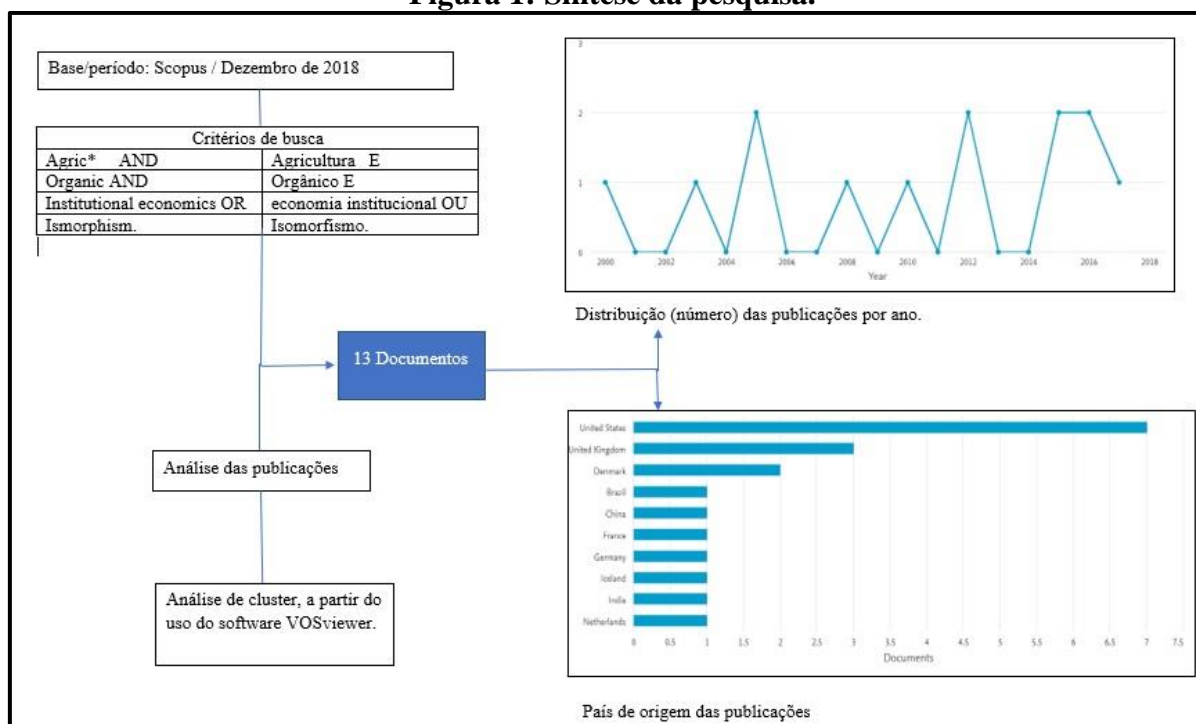 Figura 1: Síntese da pesquisa.
Base/período: Scopus / Dezembro de 2018
Critérios de busca
Agric* AND Agricultura E
Organic AND Orgânico E
Institutional economics OR economia institucional OU
Ismorphism. Isomorfismo.
3
2
1
0
2000 2002 2004 2006 2008 2010 2012 2014 2016 2018
Year
Distribuição (número) das publicações por ano.
13 Documentos
Análise das publicações
Análise de cluster, a partir do
uso do software VOSviewer.
United States
United Kingdom
Denmark
Brazil
China
France
Germany
Iceland
India
Netherlands
0 0.5 1 1.5 2 2.5 3 3.5 4 4.5 5 5.5 6 6.5 7 7.5
Documents
País de origem das publicações